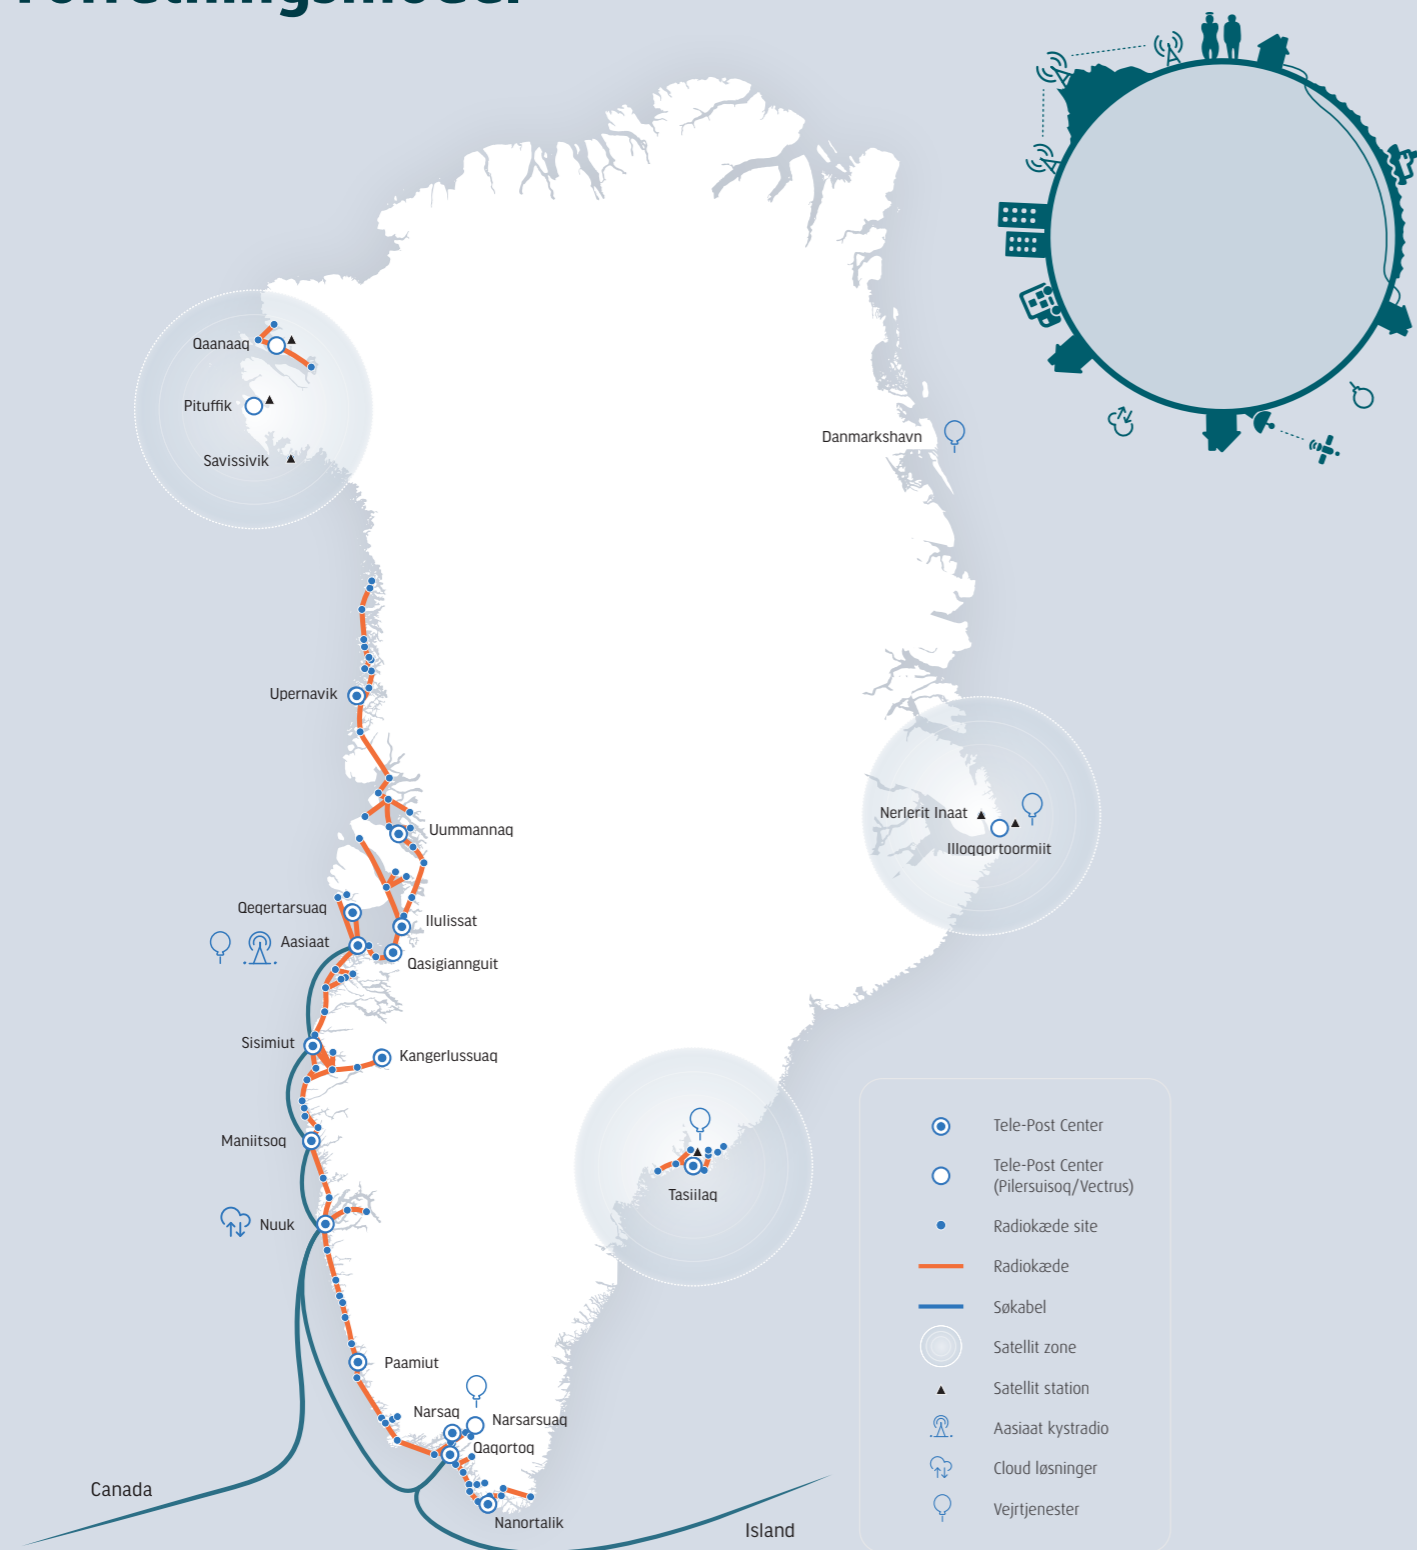 Forretningsmodel
Qaanaaq
Pituffik
Savissivik
Danmarkshavn
Upernavik
Uummannaq
Nerlerit Inaat
Illoqqortoormiit
Qeqertarsuaq
Ilulissat
Aasiaat
Qasigiannguit
Sisimiut
Kangerlussuaq
Maniitsoq
Tasiilaq
Nuuk
Paamiut
Narsaq
Narsarsuaq
Qaqortoq
Nanortalik
Canada
Island
Tele-Post Center
Tele-Post Center
(Pilersuisoq/Vectrus)
Radiokæde site
Radiokæde
Søkabel
Satellit zone
Satellit station
Aasiaat kystradio
Cloud løsninger
Vejrtjenester